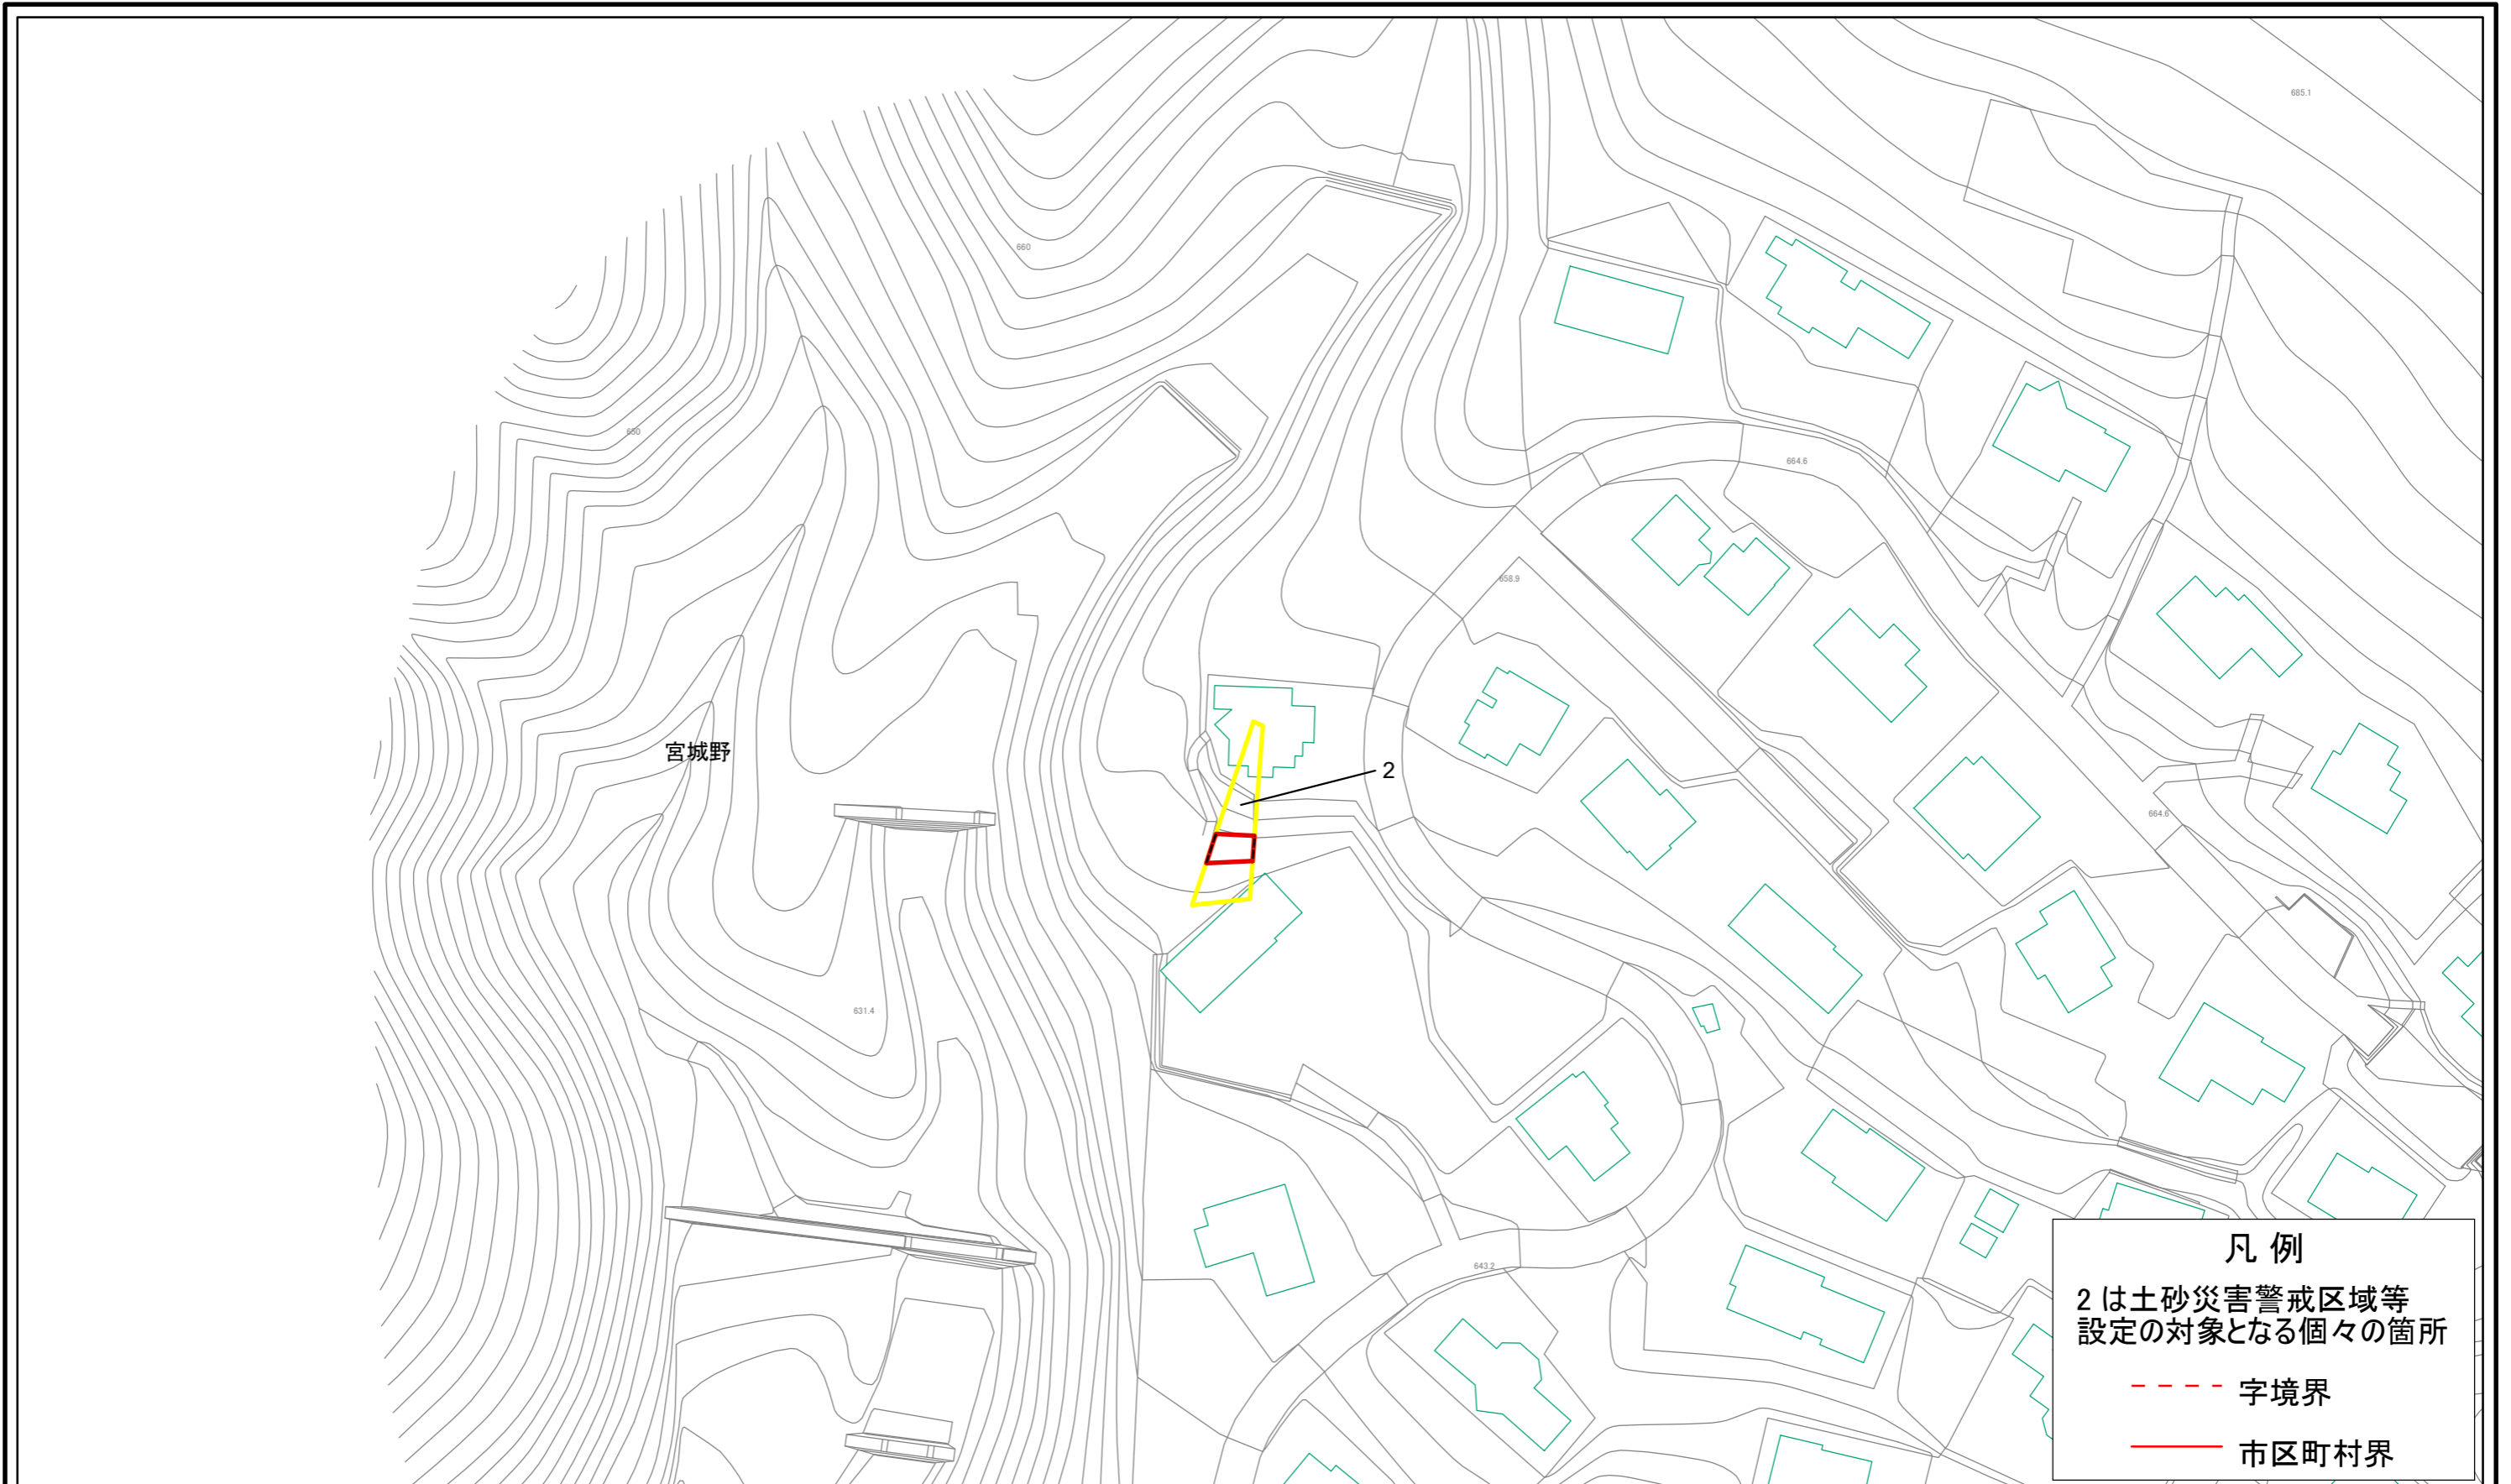 685.1
660
650
664.6
658.9
宮城野
2
664.6
631.4
643.2
凡 例
2 は土砂災害警戒区域等
設定の対象となる個々の箇所
字境界
市区町村界